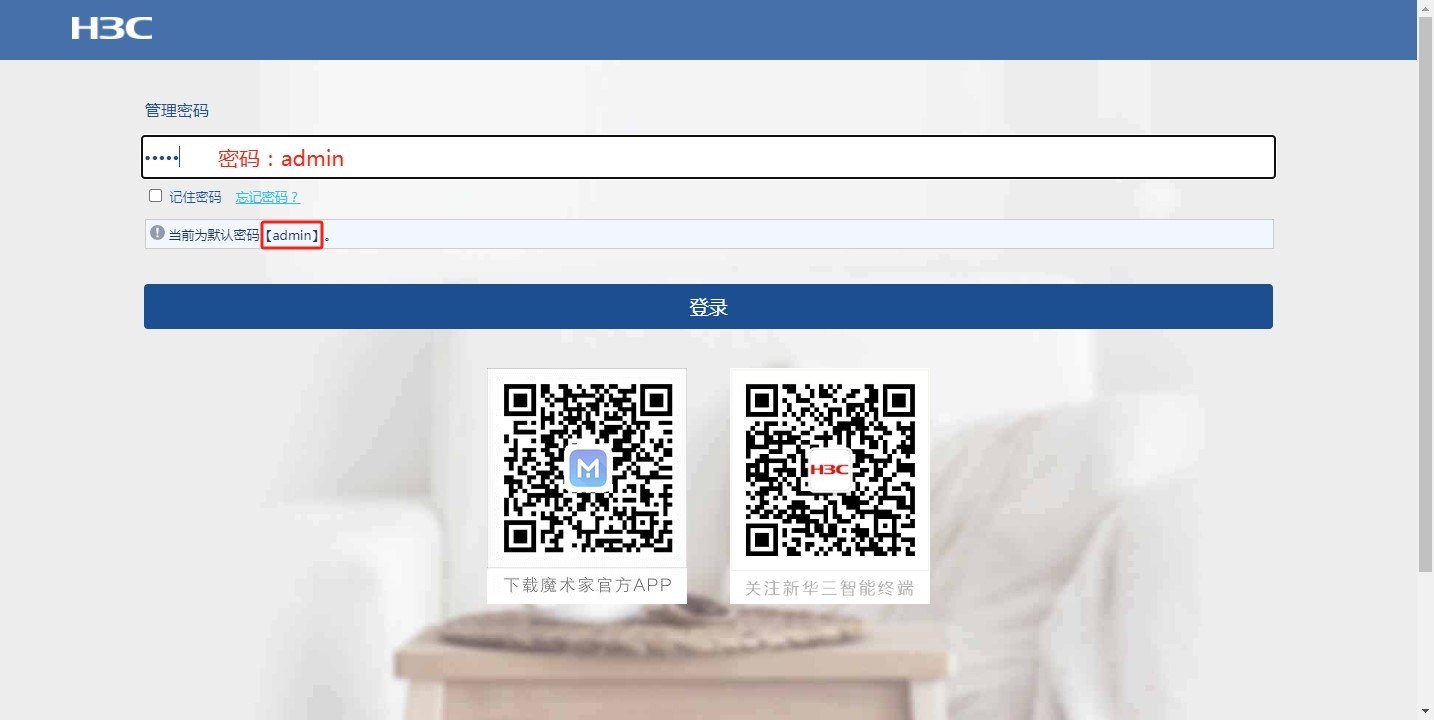 H3C
管理密码
••••• 密码：admin
记住密码 忘记密码？
当前为默认密码【admin】。
登录
M H3C
下载魔术家官方APP 关注新华三智能终端